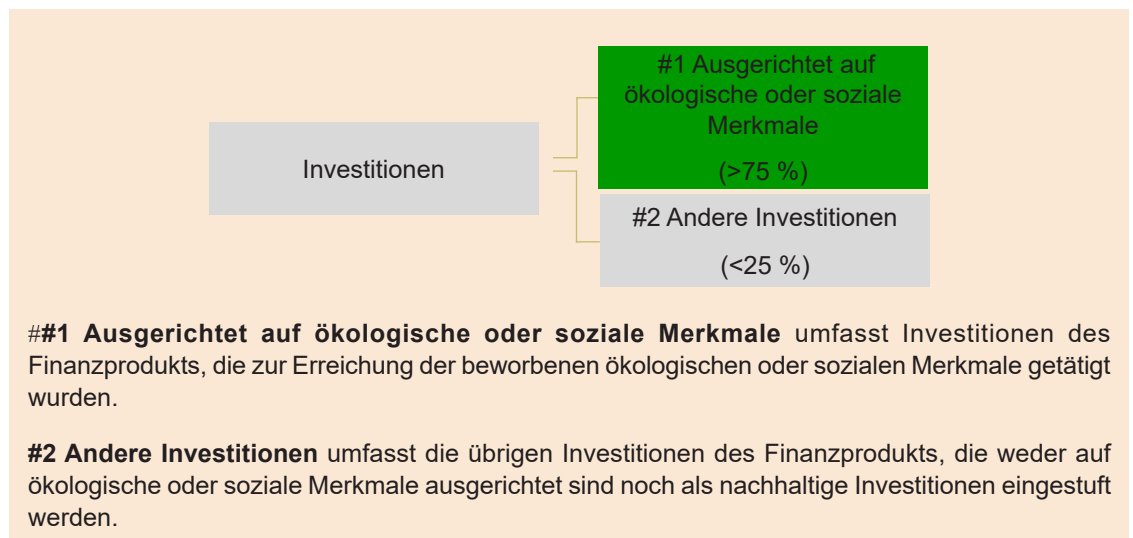 #1 Ausgerichtet auf
ökologische oder soziale
Merkmale
(>75 %)
Investitionen
#2 Andere Investitionen
(<25 %)
##1 Ausgerichtet auf ökologische oder soziale Merkmale umfasst Investitionen des
Finanzprodukts, die zur Erreichung der beworbenen ökologischen oder sozialen Merkmale getätigt
wurden.
#2 Andere Investitionen umfasst die übrigen Investitionen des Finanzprodukts, die weder auf
ökologische oder soziale Merkmale ausgerichtet sind noch als nachhaltige Investitionen eingestuft
werden.